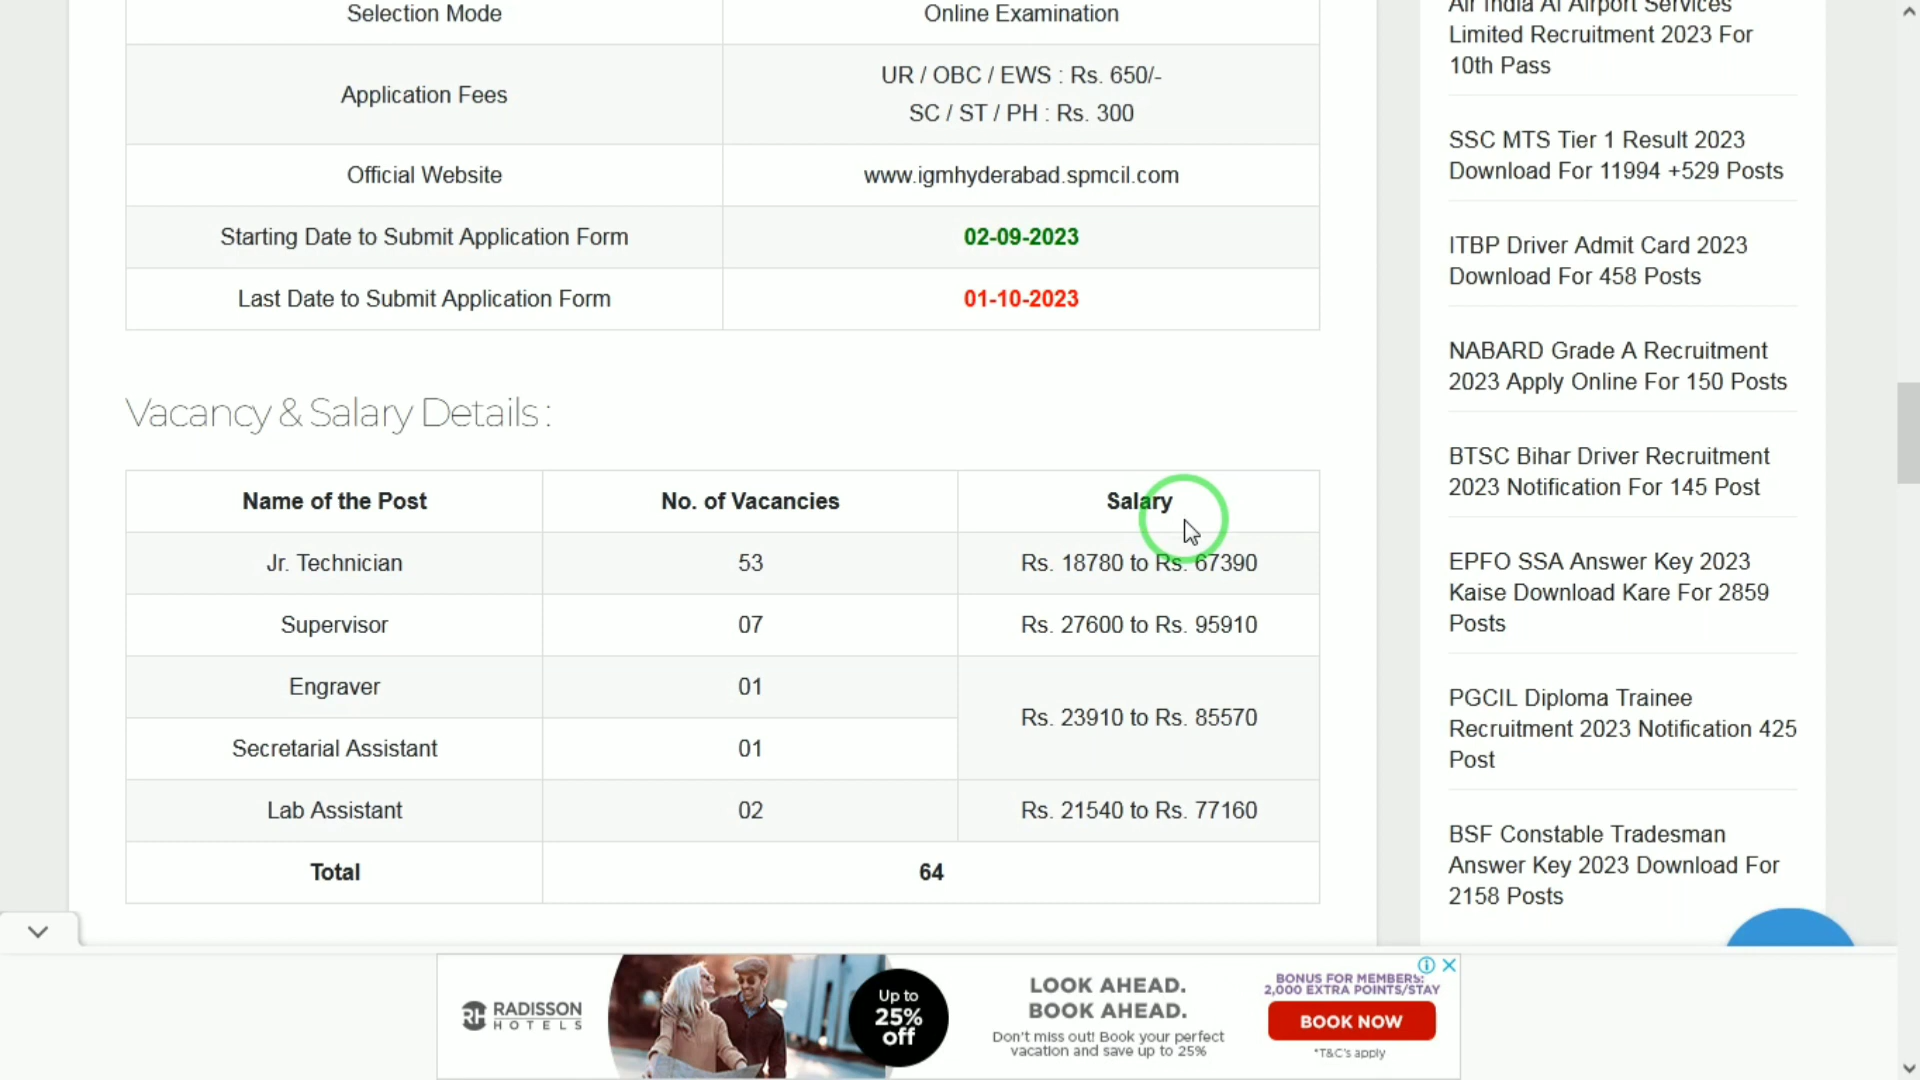 Selection Mode
Online Examination
Application Fees
UR / OBC / EWS : Rs. 650/-
SC / ST / PH : Rs. 300
Official Website
www.igmhyderabad.spmcil.com
Starting Date to Submit Application Form
02-09-2023
Last Date to Submit Application Form
01-10-2023
Vacancy & Salary Details :
Name of the Post
No. of Vacancies
Salary
Jr. Technician
53
Rs. 18780 to Rs. 67390
Supervisor
07
Rs. 27600 to Rs. 95910
Engraver
01
Rs. 23910 to Rs. 85570
Secretarial Assistant
01
Lab Assistant
02
Rs. 21540 to Rs. 77160
Total
64
Air India AI Airport Services
Limited Recruitment 2023 For
10th Pass
SSC MTS Tier 1 Result 2023
Download For 11994 +529 Posts
ITBP Driver Admit Card 2023
Download For 458 Posts
NABARD Grade A Recruitment
2023 Apply Online For 150 Posts
BTSC Bihar Driver Recruitment
2023 Notification For 145 Post
EPFO SSA Answer Key 2023
Kaise Download Kare For 2859
Posts
PGCIL Diploma Trainee
Recruitment 2023 Notification 425
Post
BSF Constable Tradesman
Answer Key 2023 Download For
2158 Posts
RH RADISSON
HOTELS
Up to
25%
off
LOOK AHEAD.
BOOK AHEAD.
Don't miss out! Book your perfect
vacation and save up to 25%
BONUS FOR MEMBERS:
2,000 EXTRA POINTS/STAY
BOOK NOW
*T&C's apply